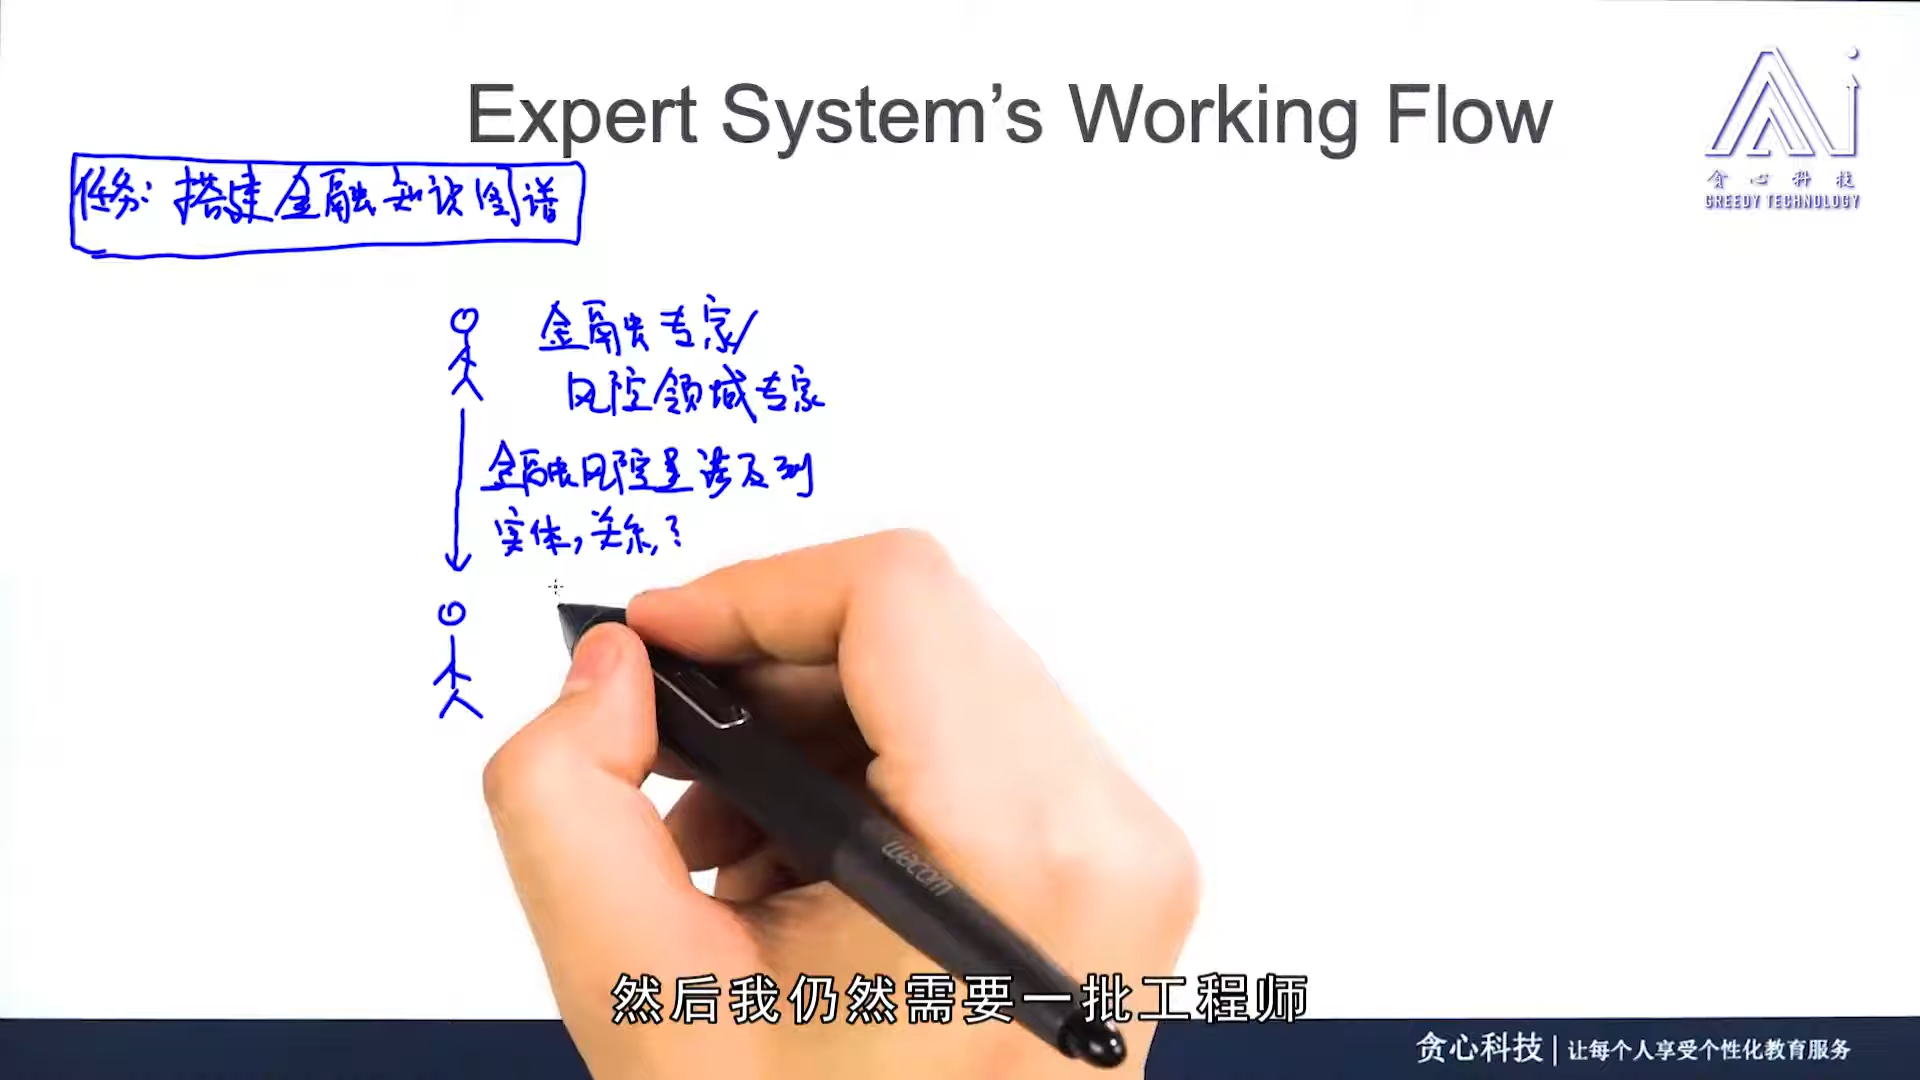 Expert System’s Working Flow
贪心科技
GREEDY TECHNOLOGY
任务: 搭建金融知识图谱
金融专家/
风控领域专家
金融风控里涉及到
实体, 关系?
wacom
然后我仍然需要一批工程师
贪心科技 | 让每个人享受个性化教育服务